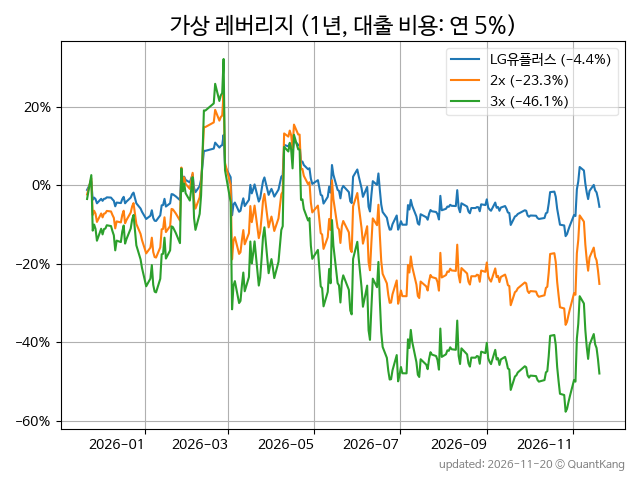 가상 레버리지 (1년, 대출 비용: 연 5%)
LG유플러스 (−4.4%)
2x (−23.3%)
3x (−46.1%)
20%
0%
−20%
−40%
−60%
2026-01 2026-03 2026-05 2026-07 2026-09 2026-11
updated: 2026-11-20 © QuantKang